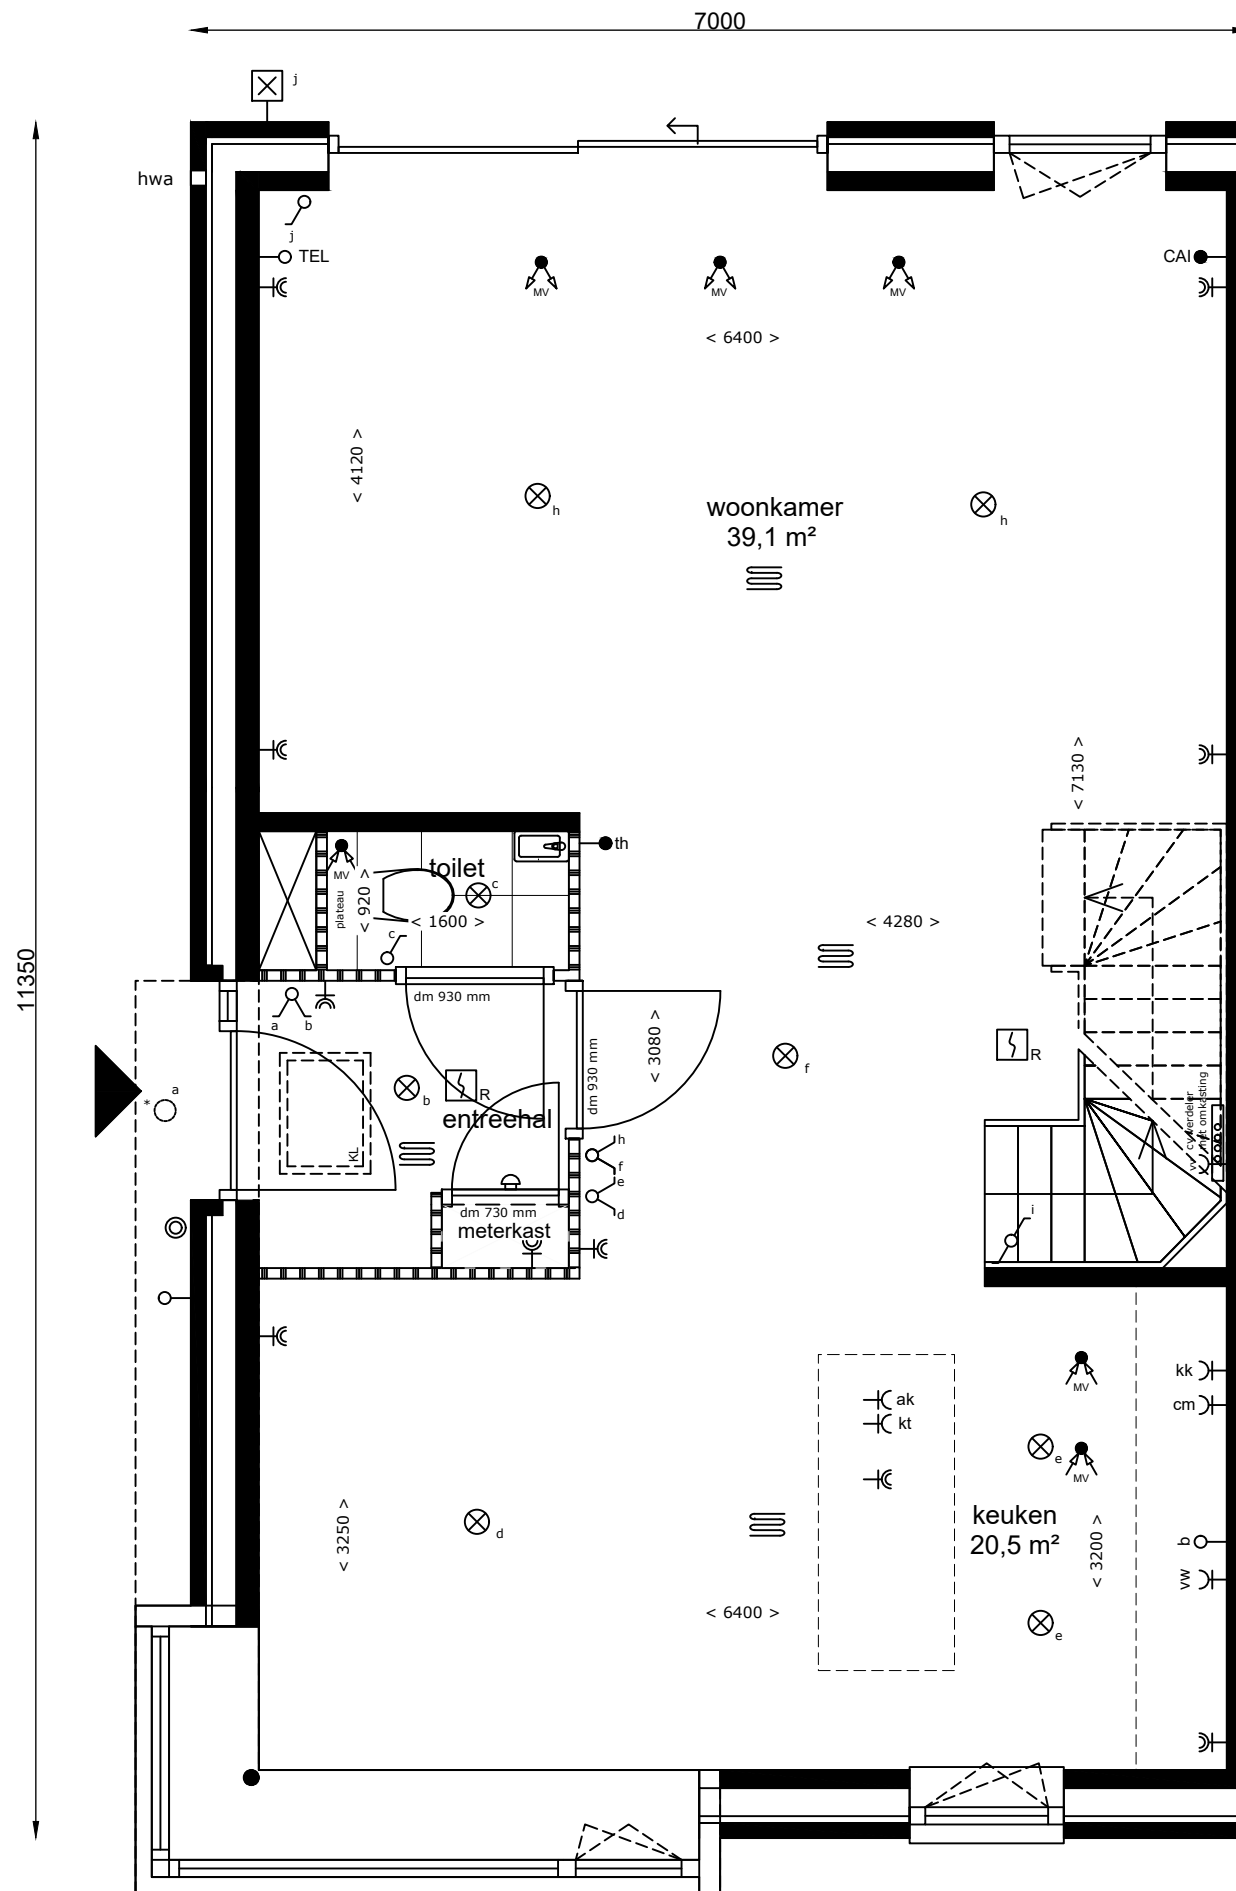 7000
j
hwa
j
TEL
CAI
MV
MV
MV
< 6400 >
< 4120 >
h
woonkamer
39,1 m²
h
< 7130 >
th
MV
toilet
plateau
< 920 >
c
< 1600 >
c
< 4280 >
11350
dm 930 mm
a
b
< 3080 >
dm 930 mm
R
f
a
*
b
R
entreehal
KL
cv verdeler
met omkasting
h
f
e
d
dm 730 mm
meterkast
i
MV
kk
cm
ak
kt
e
MV
d
keuken
20,5 m²
< 3250 >
< 3200 >
b
vw
< 6400 >
e